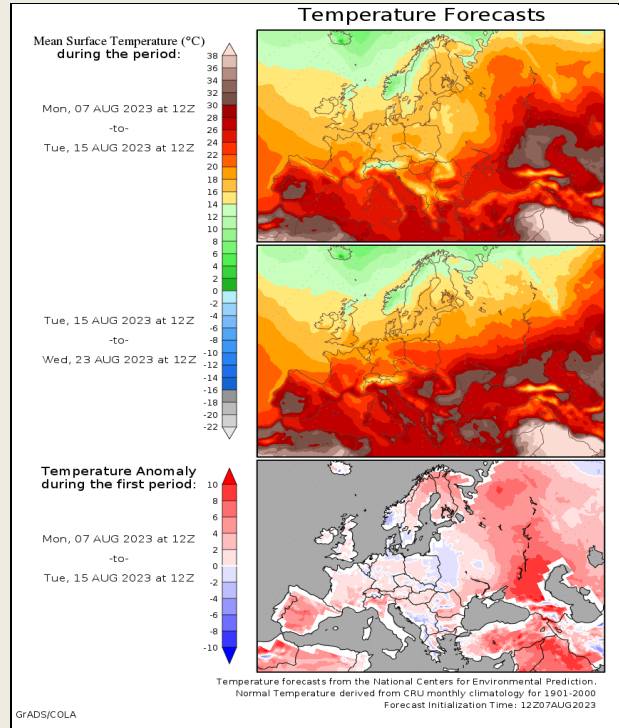 Temperature Forecasts
Mean Surface Temperature (°C)
during the period:
Mon, 07 AUG 2023 at 12Z
-to-
Tue, 15 AUG 2023 at 12Z
38
36
34
32
30
28
26
24
22
20
18
16
14
12
10
8
6
4
2
0
-2
-4
-6
-8
-10
-12
-14
-16
-18
-20
-22
Tue, 15 AUG 2023 at 12Z
-to-
Wed, 23 AUG 2023 at 12Z
Temperature Anomaly
during the first period:
Mon, 07 AUG 2023 at 12Z
-to-
Tue, 15 AUG 2023 at 12Z
10
8
6
4
2
0
-2
-4
-6
-8
-10
Temperature forecasts from the National Centers for Environmental Prediction.
Normal Temperature derived from CRU monthly climatology for 1901-2000
Forecast Initialization Time: 12Z07AUG2023
GrADS/COLA